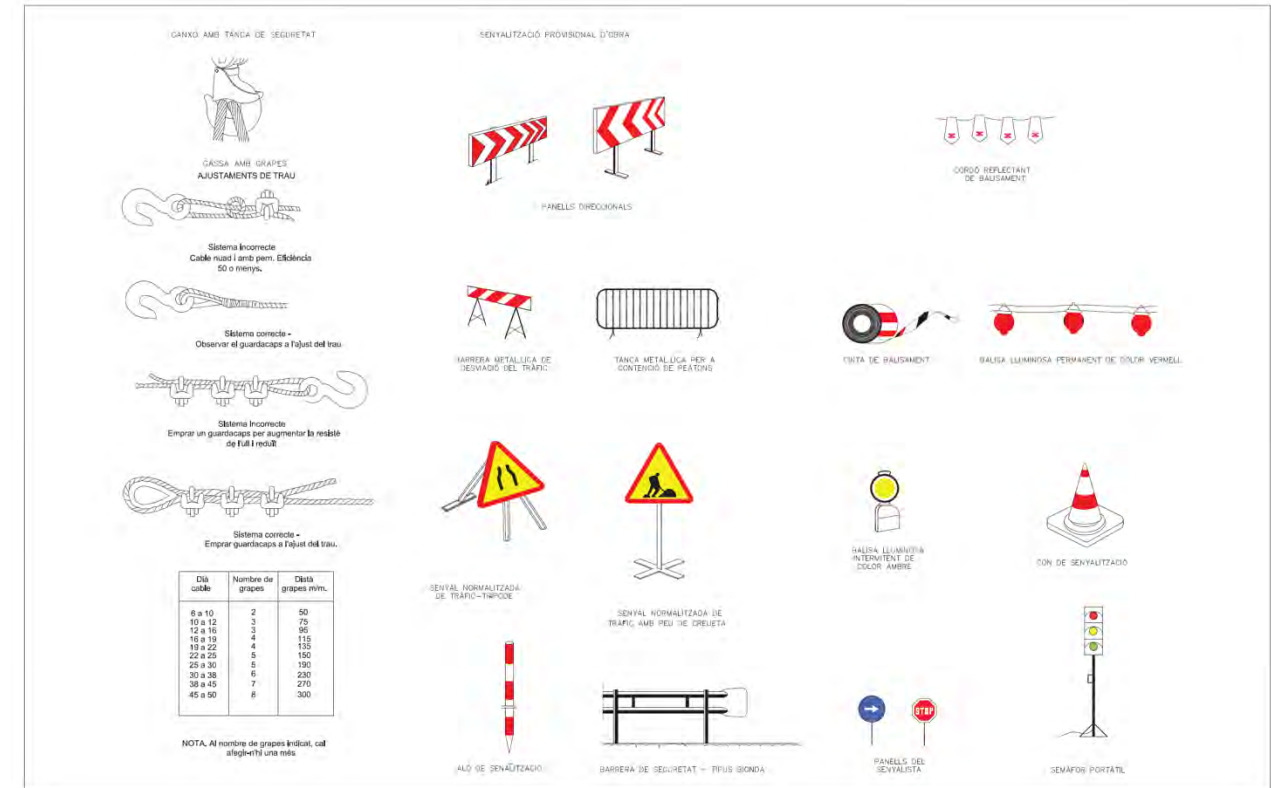 GANXO AMB TANCA DE SEGURETAT
GASSA AMB GRAPES
AJUSTAMENTS DE TRAU
Sistema Incorrecte
Cable nuad i amb pern. Eficiència
50 o menys.
Sistema correcte -
Observar el guardacaps a l'ajust del trau
Sistema Incorrecte
Emprar un guardacaps per augmentar la resistè
de l'ull i reduïl
Sistema correcte -
Emprar guardacaps a l'ajust del trau.
Dià cable	Nombre de grapes	Distà grapes m/m.
6 a 10	2	50
10 a 12	3	75
12 a 16	3	95
16 a 19	4	115
19 a 22	4	135
22 a 25	5	150
25 a 30	5	190
30 a 38	6	230
38 a 45	7	270
45 a 50	8	300
NOTA. Al nombre de grapes indicat, cal
afegir-n'hi una més
SENYALITZACIÓ PROVISIONAL D'OBRA
PANELLS DIRECCIONALS
CORDÓ REFLECTANT
DE BALISAMENT
BARRERA METAL.LICA DE
DESVIACIÓ DEL TRÀFIC
TANCA METAL.LICA PER A
CONTENCIÓ DE PEATONS
CINTA DE BALISAMENT
BALISA LLUMINOSA PERMANENT DE COLOR VERMELL
SENYAL NORMALITZADA
DE TRÀFIC-TRIPODE
SENYAL NORMALITZADA DE
TRÀFIC AMB PEU DE CREUETA
BALISA LLUMINOSA
INTERMITENT DE
COLOR AMBRE
CON DE SENYALITZACIÓ
STOP
ALO DE SENALITZACIO
BARRERA DE SEGURETAT - TIPUS BIONDA
PANELLS DEL
SENYALISTA
SEMÀFOR PORTÀTIL